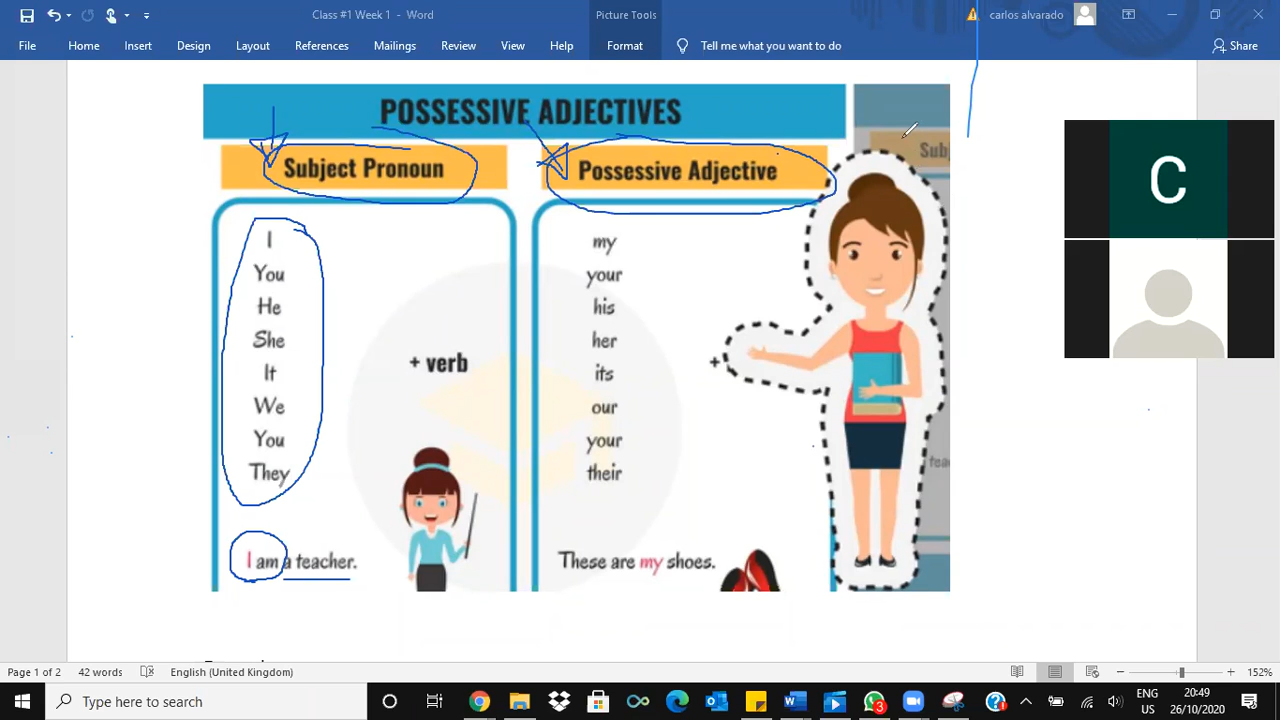 Class #1 Week 1 - Word
Picture Tools
carlos alvarado
File Home Insert Design Layout References Mailings Review View Help Format Tell me what you want to do Share
POSSESSIVE ADJECTIVES
Subject Pronoun
Possessive Adjective
I
You
He
She
It
We
You
They
+ verb
I am a teacher.
my
your
his
her
its
our
your
their
+
These are my shoes.
C
Page 1 of 2 42 words English (United Kingdom) 152%
Type here to search
3
ENG
US
20:49
26/10/2020